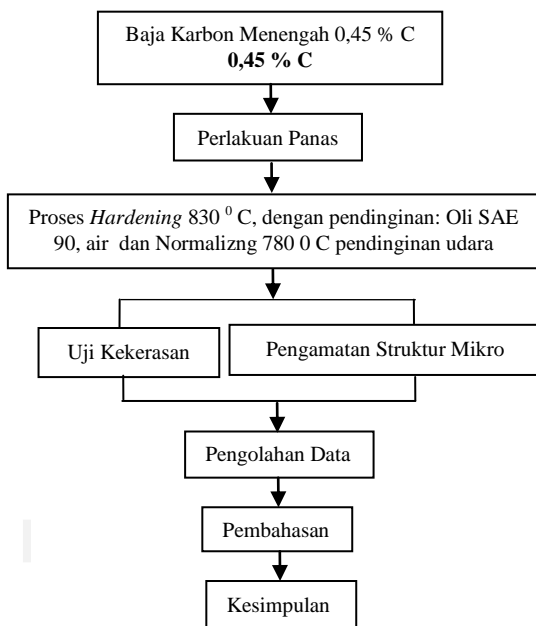 Baja Karbon Menengah 0,45 % C
0,45 % C
Perlakuan Panas
Proses Hardening 830 ⁰ C, dengan pendinginan: Oli SAE
90, air dan Normalizng 780 0 C pendinginan udara
Uji Kekerasan
Pengamatan Struktur Mikro
Pengolahan Data
Pembahasan
Kesimpulan